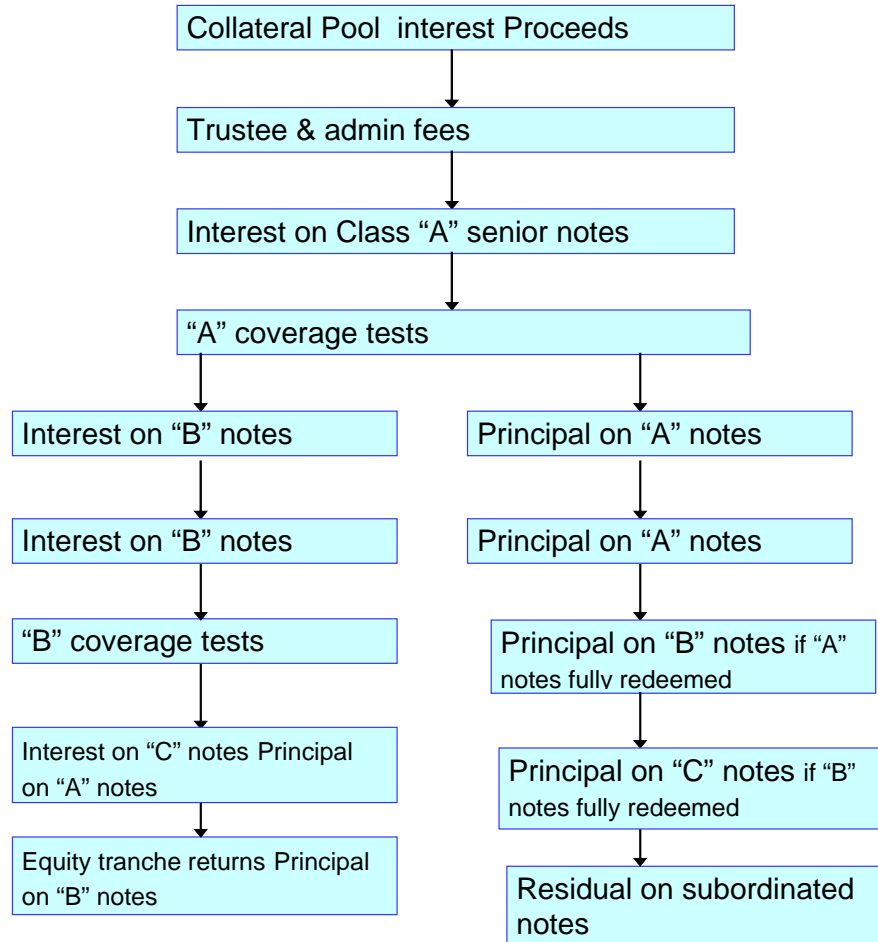 Collateral Pool interest Proceeds
Trustee & admin fees
Interest on Class “A” senior notes
“A” coverage tests
Interest on “B” notes
Principal on “A” notes
Interest on “B” notes
Principal on “A” notes
“B” coverage tests
Principal on “B” notes if “A”
notes fully redeemed
Interest on “C” notes Principal
on “A” notes
Principal on “C” notes if “B”
notes fully redeemed
Equity tranche returns Principal
on “B” notes
Residual on subordinated
notes